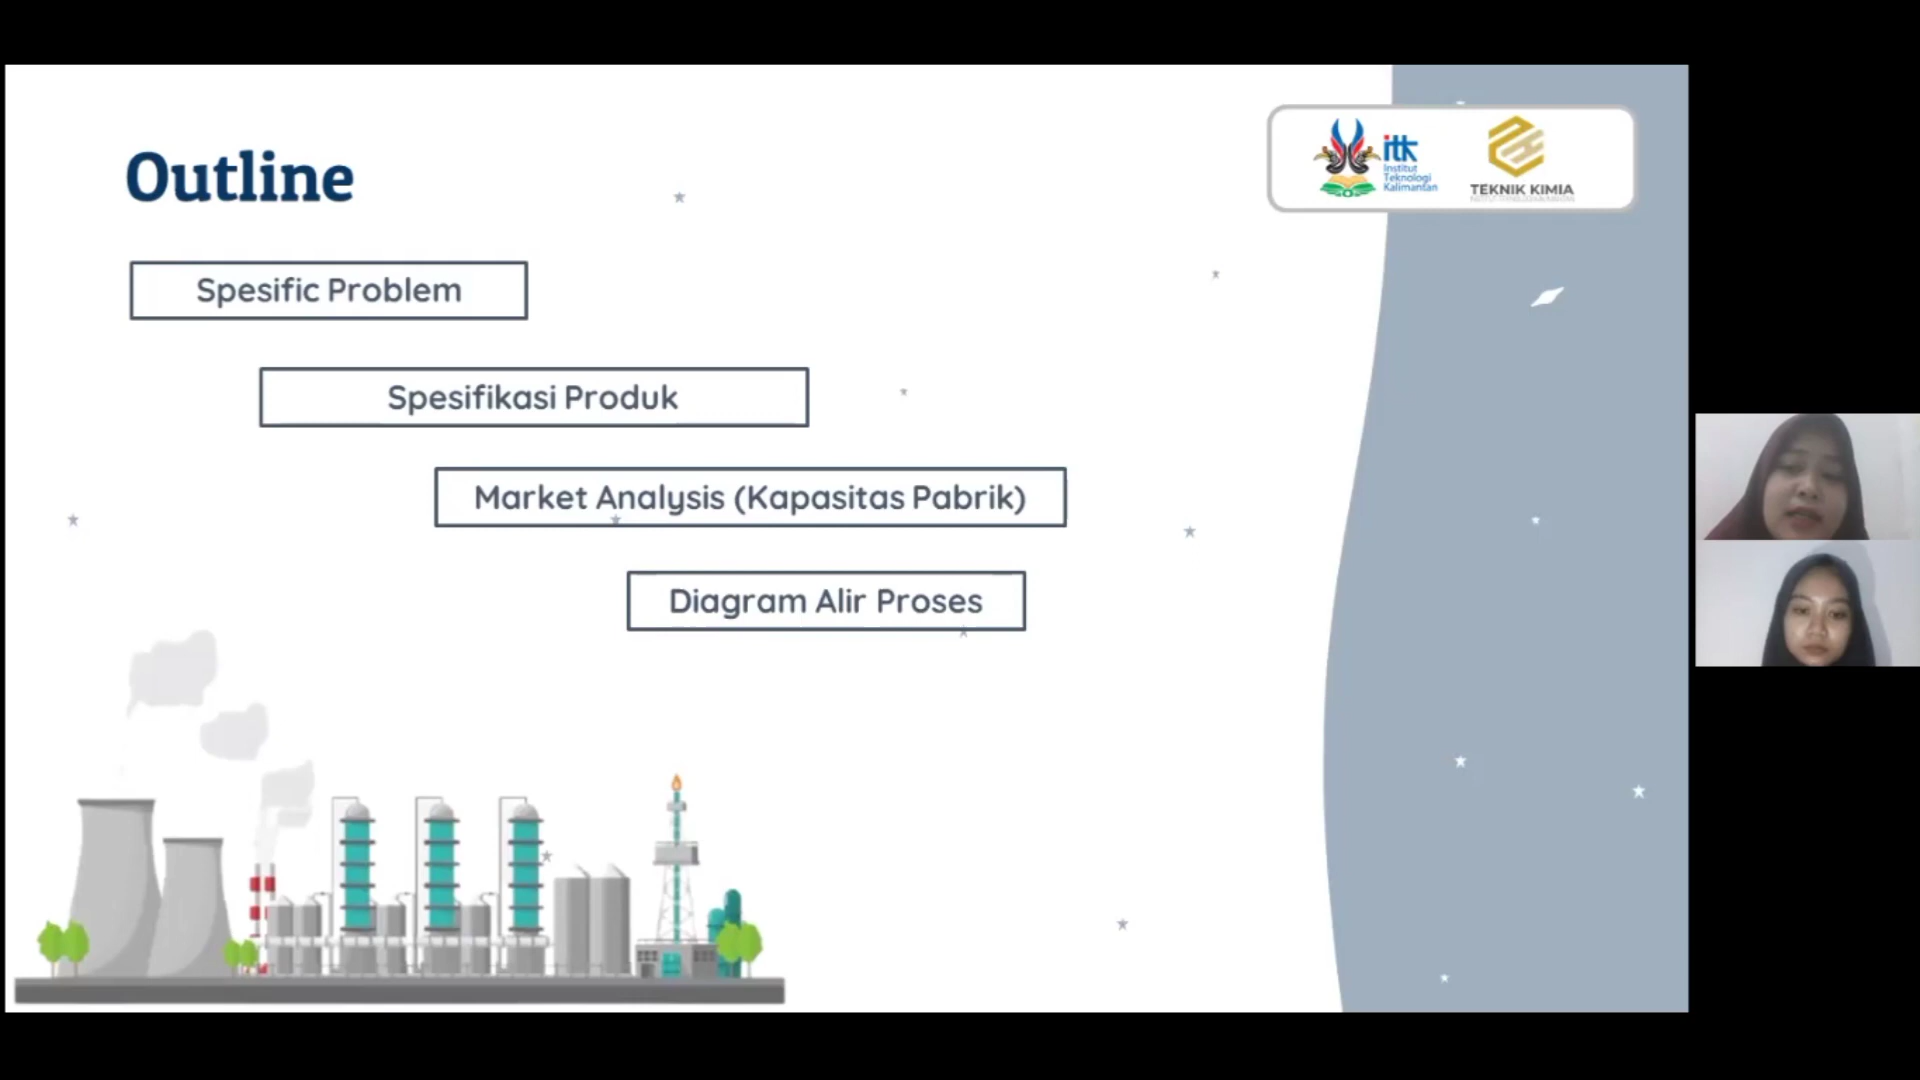 Outline
itk
Institut
Teknologi
Kalimantan
TEKNIK KIMIA
Spesific Problem
Spesifikasi Produk
Market Analysis (Kapasitas Pabrik)
Diagram Alir Proses